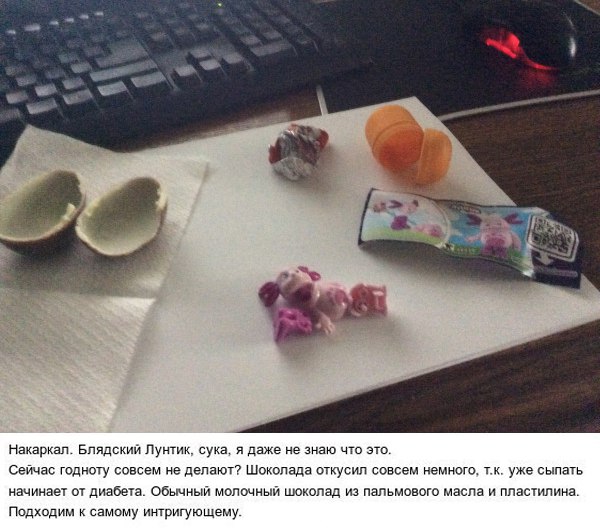 Накаркал. Блядский Лунтик, сука, я даже не знаю что это.
Сейчас годноту совсем не делают? Шоколада откусил совсем немного, т.к. уже сыпать
начинает от диабета. Обычный молочный шоколад из пальмового масла и пластилина.
Подходим к самому интригующему.